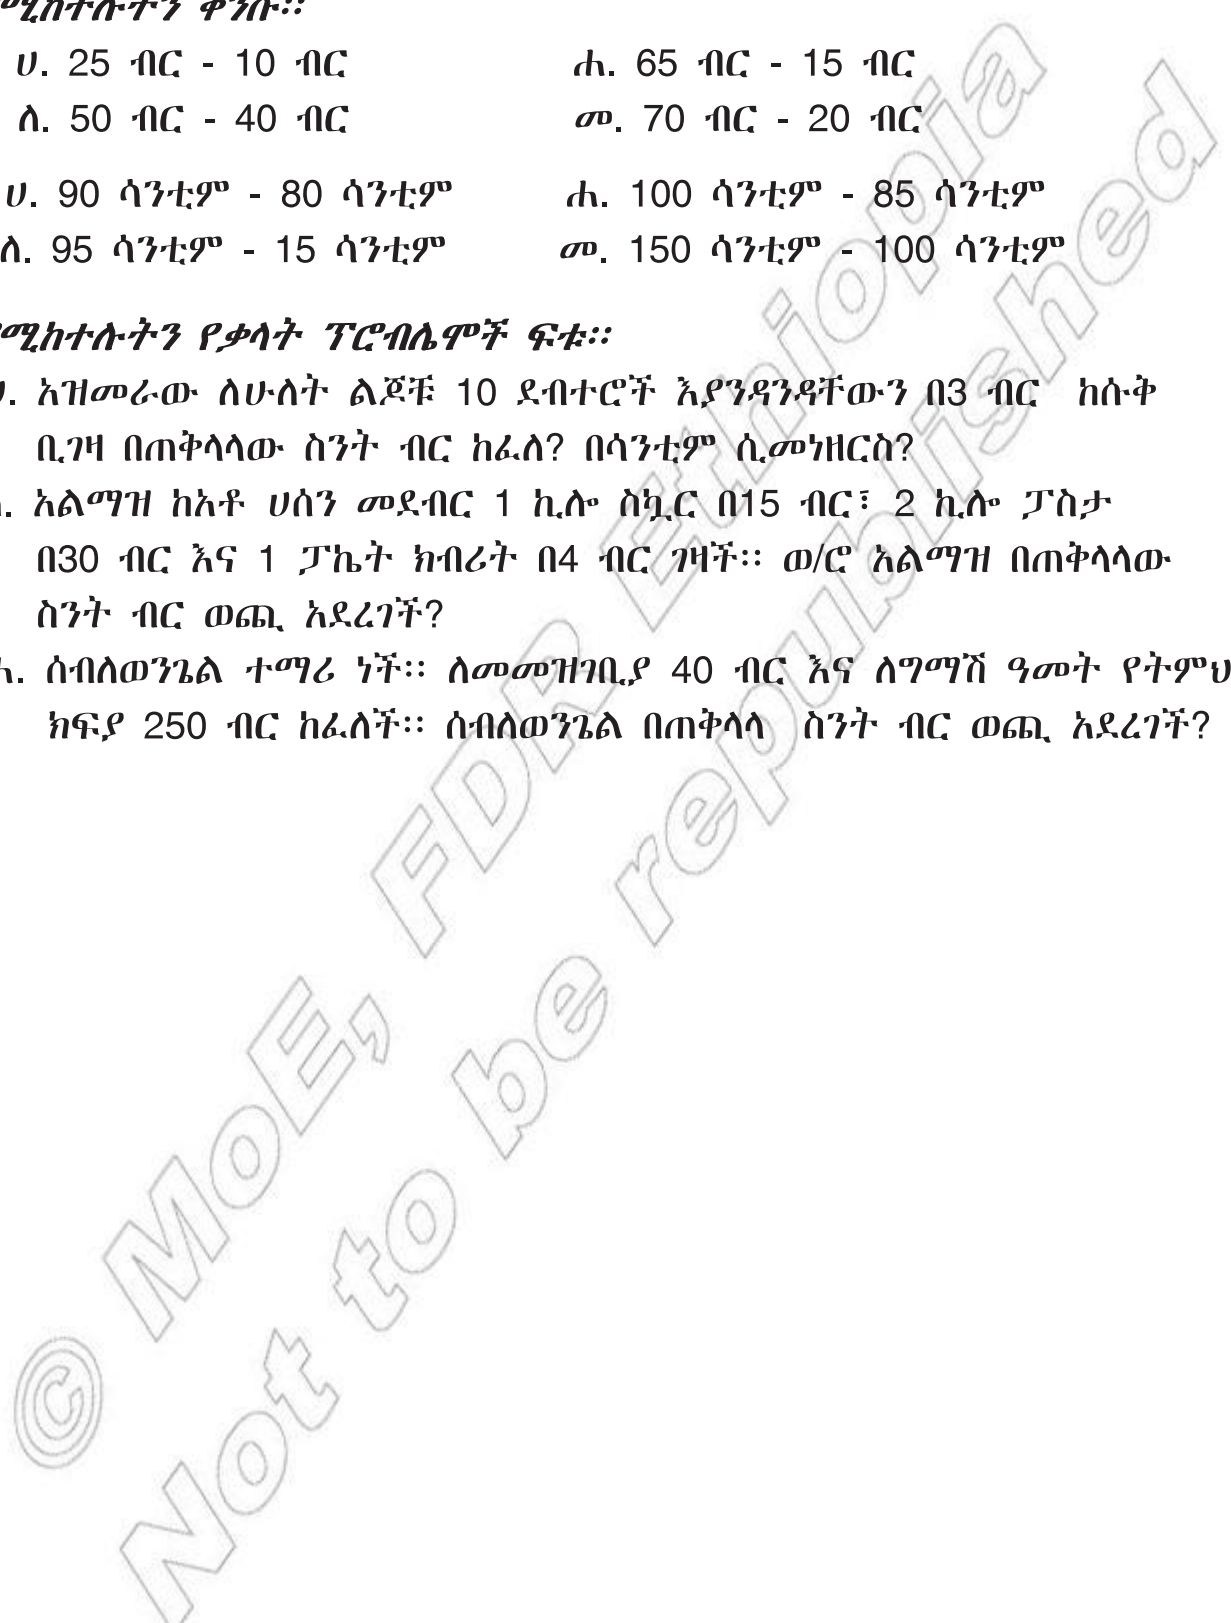 ሚከተሉትን ቀንሱ፡፡
ሀ. 25 ብር - 10 ብር ሐ. 65 ብር - 15 ብር
ለ. 50 ብር - 40 ብር መ. 70 ብር - 20 ብር
ሀ. 90 ሳንቲም - 80 ሳንቲም ሐ. 100 ሳንቲም - 85 ሳንቲም
ለ. 95 ሳንቲም - 15 ሳንቲም መ. 150 ሳንቲም - 100 ሳንቲም
ሚከተሉትን የቃላት ፕሮብሌሞች ፍቱ፡፡
ሀ. አዝመራው ለሁለት ልጆቹ 10 ደብተሮች እያንዳንዳቸውን በ3 ብር ከሱቅ
ቢገዛ በጠቅላላው ስንት ብር ከፈለ? በሳንቲም ሲመነዘርስ?
ለ. አልማዝ ከአቶ ሀሰን መደብር 1 ኪሎ ስኳር በ15 ብር፣ 2 ኪሎ ፓስታ
በ30 ብር እና 1 ፓኬት ክብሪት በ4 ብር ገዛች፡፡ ወ/ሮ አልማዝ በጠቅላላው
ስንት ብር ወጪ አደረገች?
ሐ. ሰብለወንጌል ተማሪ ነች፡፡ ለመመዝገቢያ 40 ብር እና ለግማሽ ዓመት የትምህ
ክፍያ 250 ብር ከፈለች፡፡ ሰብለወንጌል በጠቅላላ ስንት ብር ወጪ አደረገች?
© MoE, FDR Ethiopia
Not to be republished